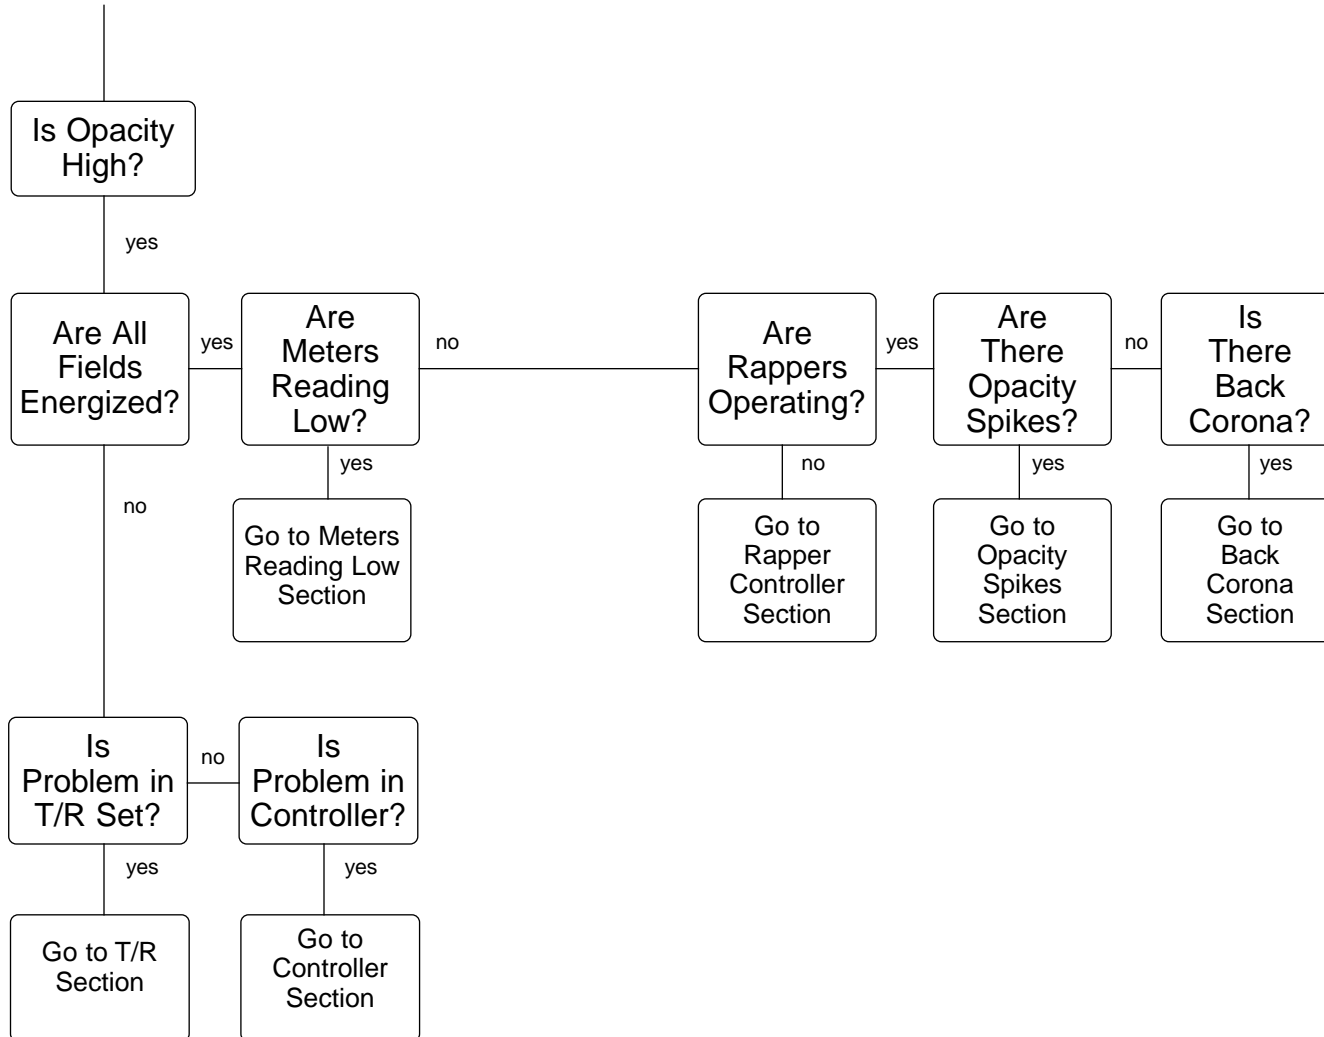 Is Opacity
High?
yes
Are All
Fields
Energized?
yes
Are
Meters
Reading
Low?
no
Are
Rappers
Operating?
yes
Are
There
Opacity
Spikes?
no
Is
There
Back
Corona?
no
yes
Go to Meters
Reading Low
Section
no
Go to
Rapper
Controller
Section
yes
Go to
Opacity
Spikes
Section
yes
Go to
Back
Corona
Section
Is
Problem in
T/R Set?
no
Is
Problem in
Controller?
yes
Go to T/R
Section
yes
Go to
Controller
Section